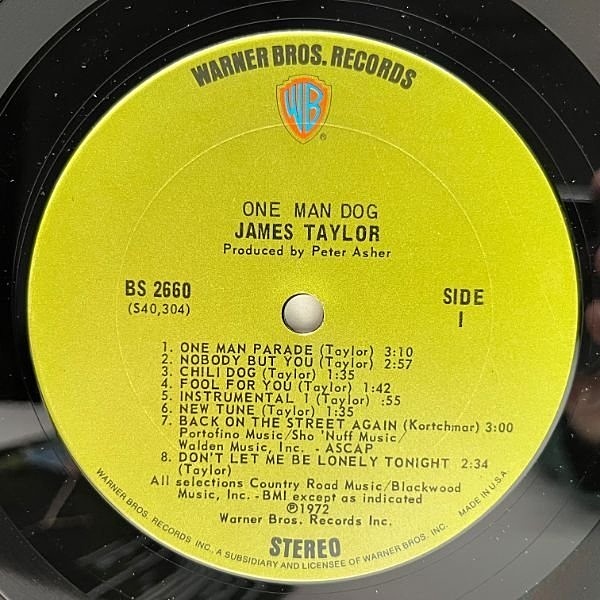 WARNER BROS. RECORDS
WB
®
ONE MAN DOG
JAMES TAYLOR
Produced by Peter Asher
BS 2660
(S40,304)
SIDE
1
1. ONE MAN PARADE (Taylor) 3:10
2. NOBODY BUT YOU (Taylor) 2:57
3. CHILI DOG (Taylor) 1:35
4. FOOL FOR YOU (Taylor) 1:42
5. INSTRUMENTAL 1 (Taylor) :55
6. NEW TUNE (Taylor) 1:35
7. BACK ON THE STREET AGAIN (Kortchmar) 3:00
Portofino Music/Sho 'Nuff Music/
Walden Music, Inc. - ASCAP
8. DON'T LET ME BE LONELY TONIGHT 2:34
(Taylor)
All selections Country Road Music/Blackwood
Music, Inc. - BMI except as indicated
℗1972
Warner Bros. Records Inc.
STEREO
WARNER BROS. RECORDS INC., A SUBSIDIARY AND LICENSEE OF WARNER BROS. INC. MADE IN U.S.A.